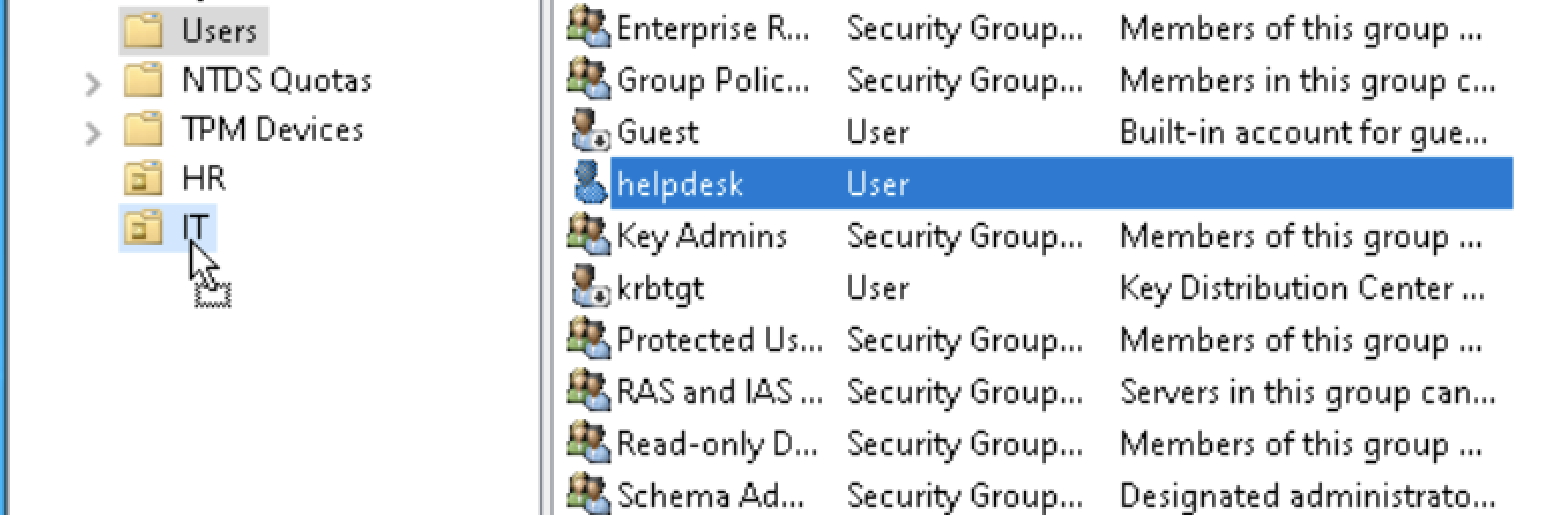 Users
NTDS Quotas
TPM Devices
HR
IT
Enterprise R... Security Group... Members of this group ...
Group Polic... Security Group... Members in this group c...
Guest User Built-in account for gue...
helpdesk User
Key Admins Security Group... Members of this group ...
krbtgt User Key Distribution Center ...
Protected Us... Security Group... Members of this group ...
RAS and IAS ... Security Group... Servers in this group can...
Read-only D... Security Group... Members of this group ...
Schema Ad... Security Group... Designated administrato...